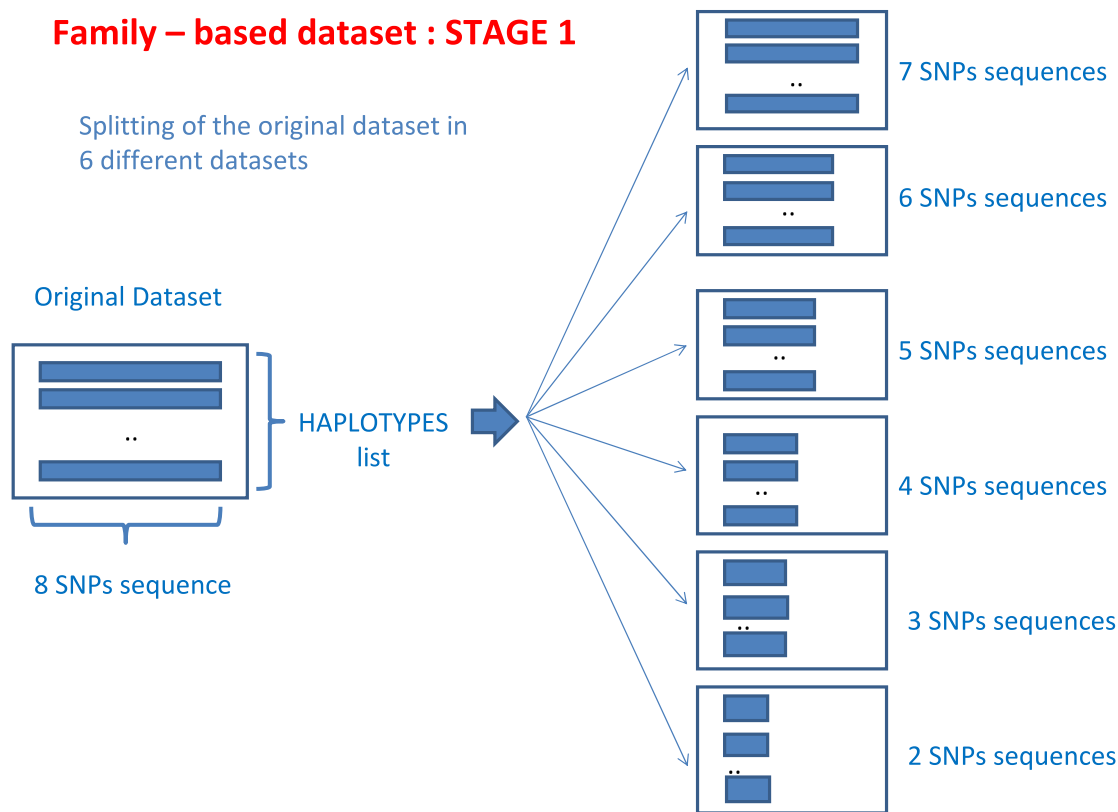 Family – based dataset : STAGE 1
Splitting of the original dataset in
6 different datasets
Original Dataset
..
HAPLOTYPES
list
8 SNPs sequence
..
7 SNPs sequences
..
6 SNPs sequences
..
5 SNPs sequences
..
4 SNPs sequences
..
3 SNPs sequences
..
2 SNPs sequences